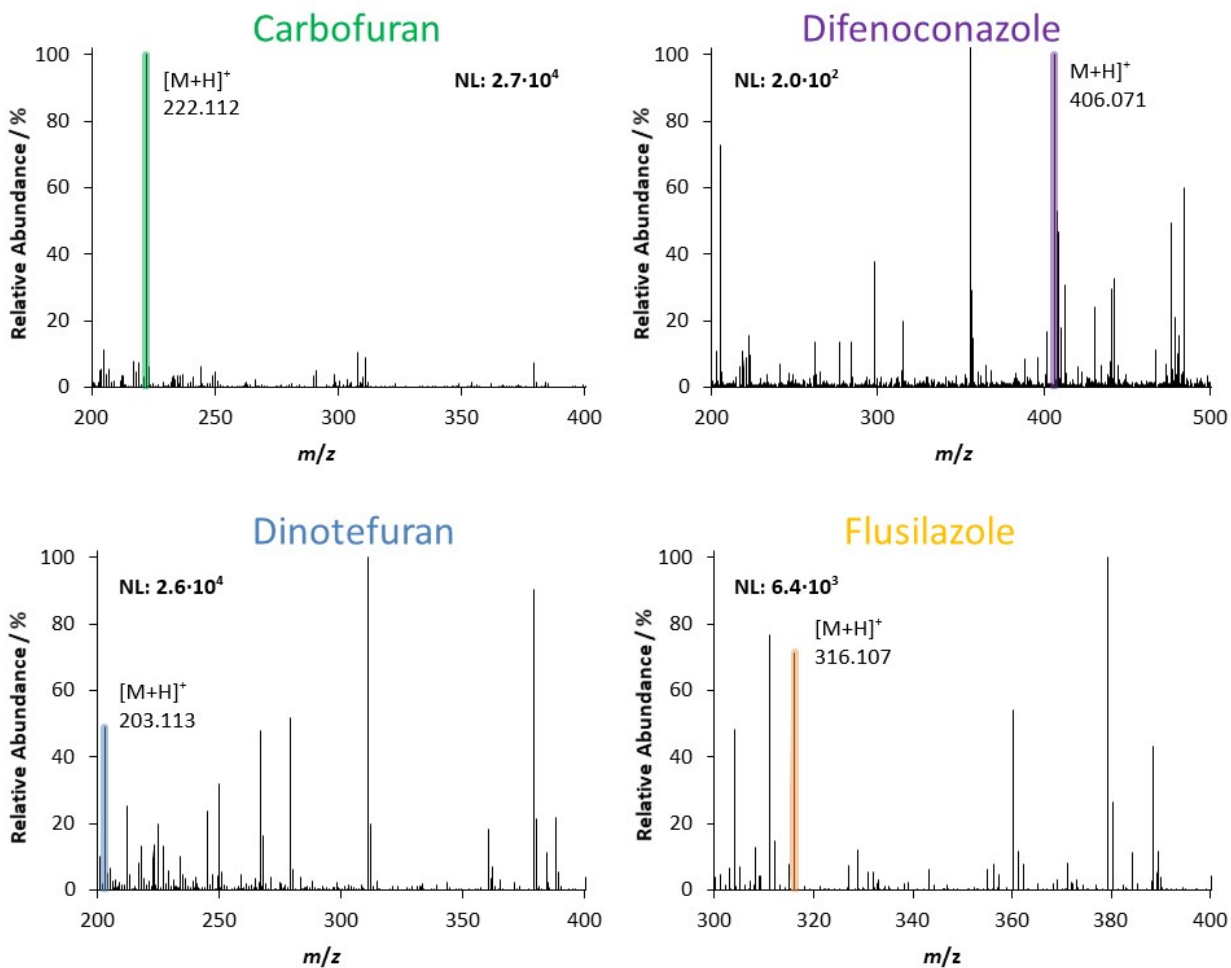 Carbofuran
Relative Abundance / %
100
80
60
40
20
0
[M+H]⁺
222.112
NL: 2.7·10⁴
200
250
300
350
400
m/z
Difenoconazole
Relative Abundance / %
100
80
60
40
20
0
NL: 2.0·10²
M+H]⁺
406.071
200
300
400
500
m/z
Dinotefuran
Relative Abundance / %
100
80
60
40
20
0
NL: 2.6·10⁴
[M+H]⁺
203.113
200
250
300
350
400
m/z
Flusilazole
Relative Abundance / %
100
80
60
40
20
0
NL: 6.4·10³
[M+H]⁺
316.107
300
320
340
360
380
400
m/z